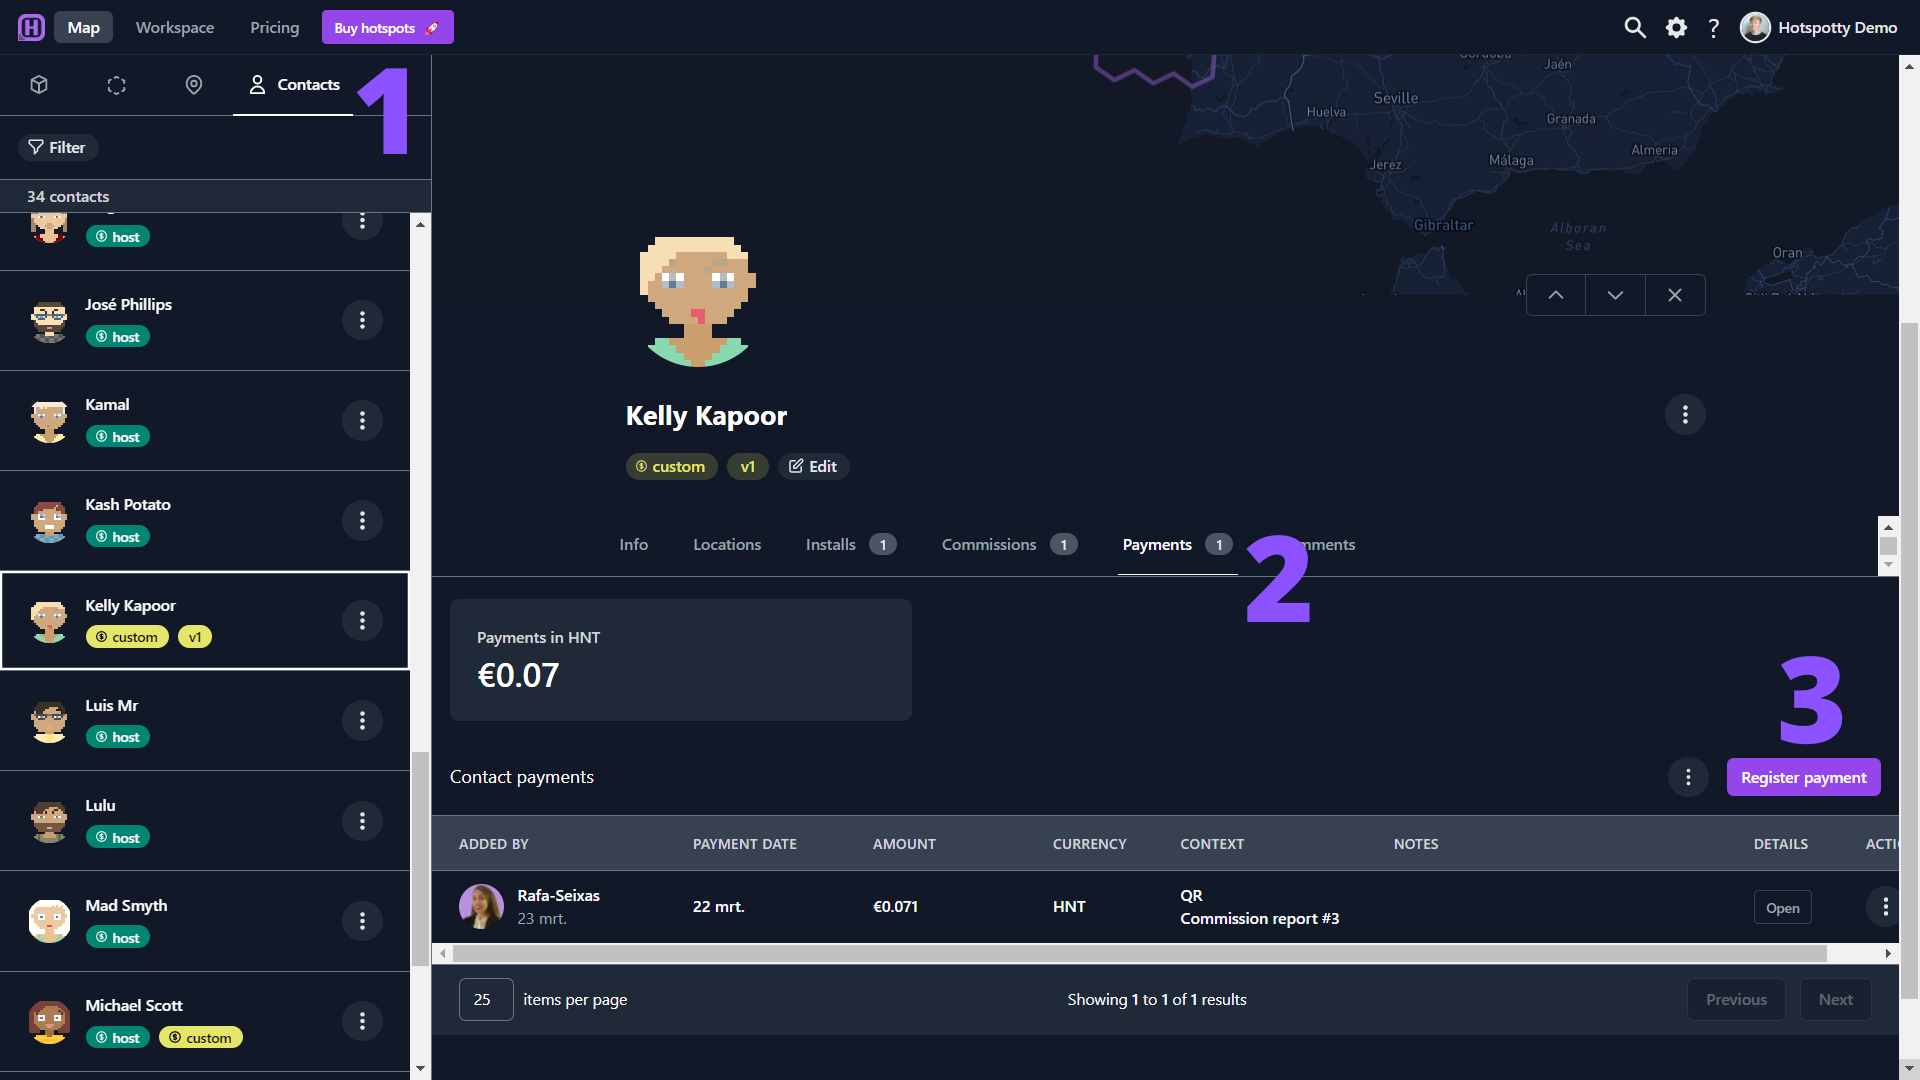 Map
Workspace
Pricing
Buy hotspots
?
Hotspotty Demo
Contacts
1
Filter
34 contacts
host
José Phillips
host
Kamal
host
Kash Potato
host
Kelly Kapoor
custom v1
Luis Mr
host
Lulu
host
Mad Smyth
host
Michael Scott
host custom
Jaén
Seville
Huelva
Granada
Jerez
Málaga
Almeria
Gibraltar
Alboran
Sea
Oran
Kelly Kapoor
custom v1 Edit
Info
Locations
Installs 1
Commissions 1
Payments 1
mments
2
Payments in HNT
€0.07
3
Contact payments
Register payment
ADDED BY PAYMENT DATE AMOUNT CURRENCY CONTEXT NOTES DETAILS ACTI
Rafa-Seixas
23 mrt.
22 mrt.
€0.071
HNT
QR
Commission report #3
Open
25 items per page
Showing 1 to 1 of 1 results
Previous
Next